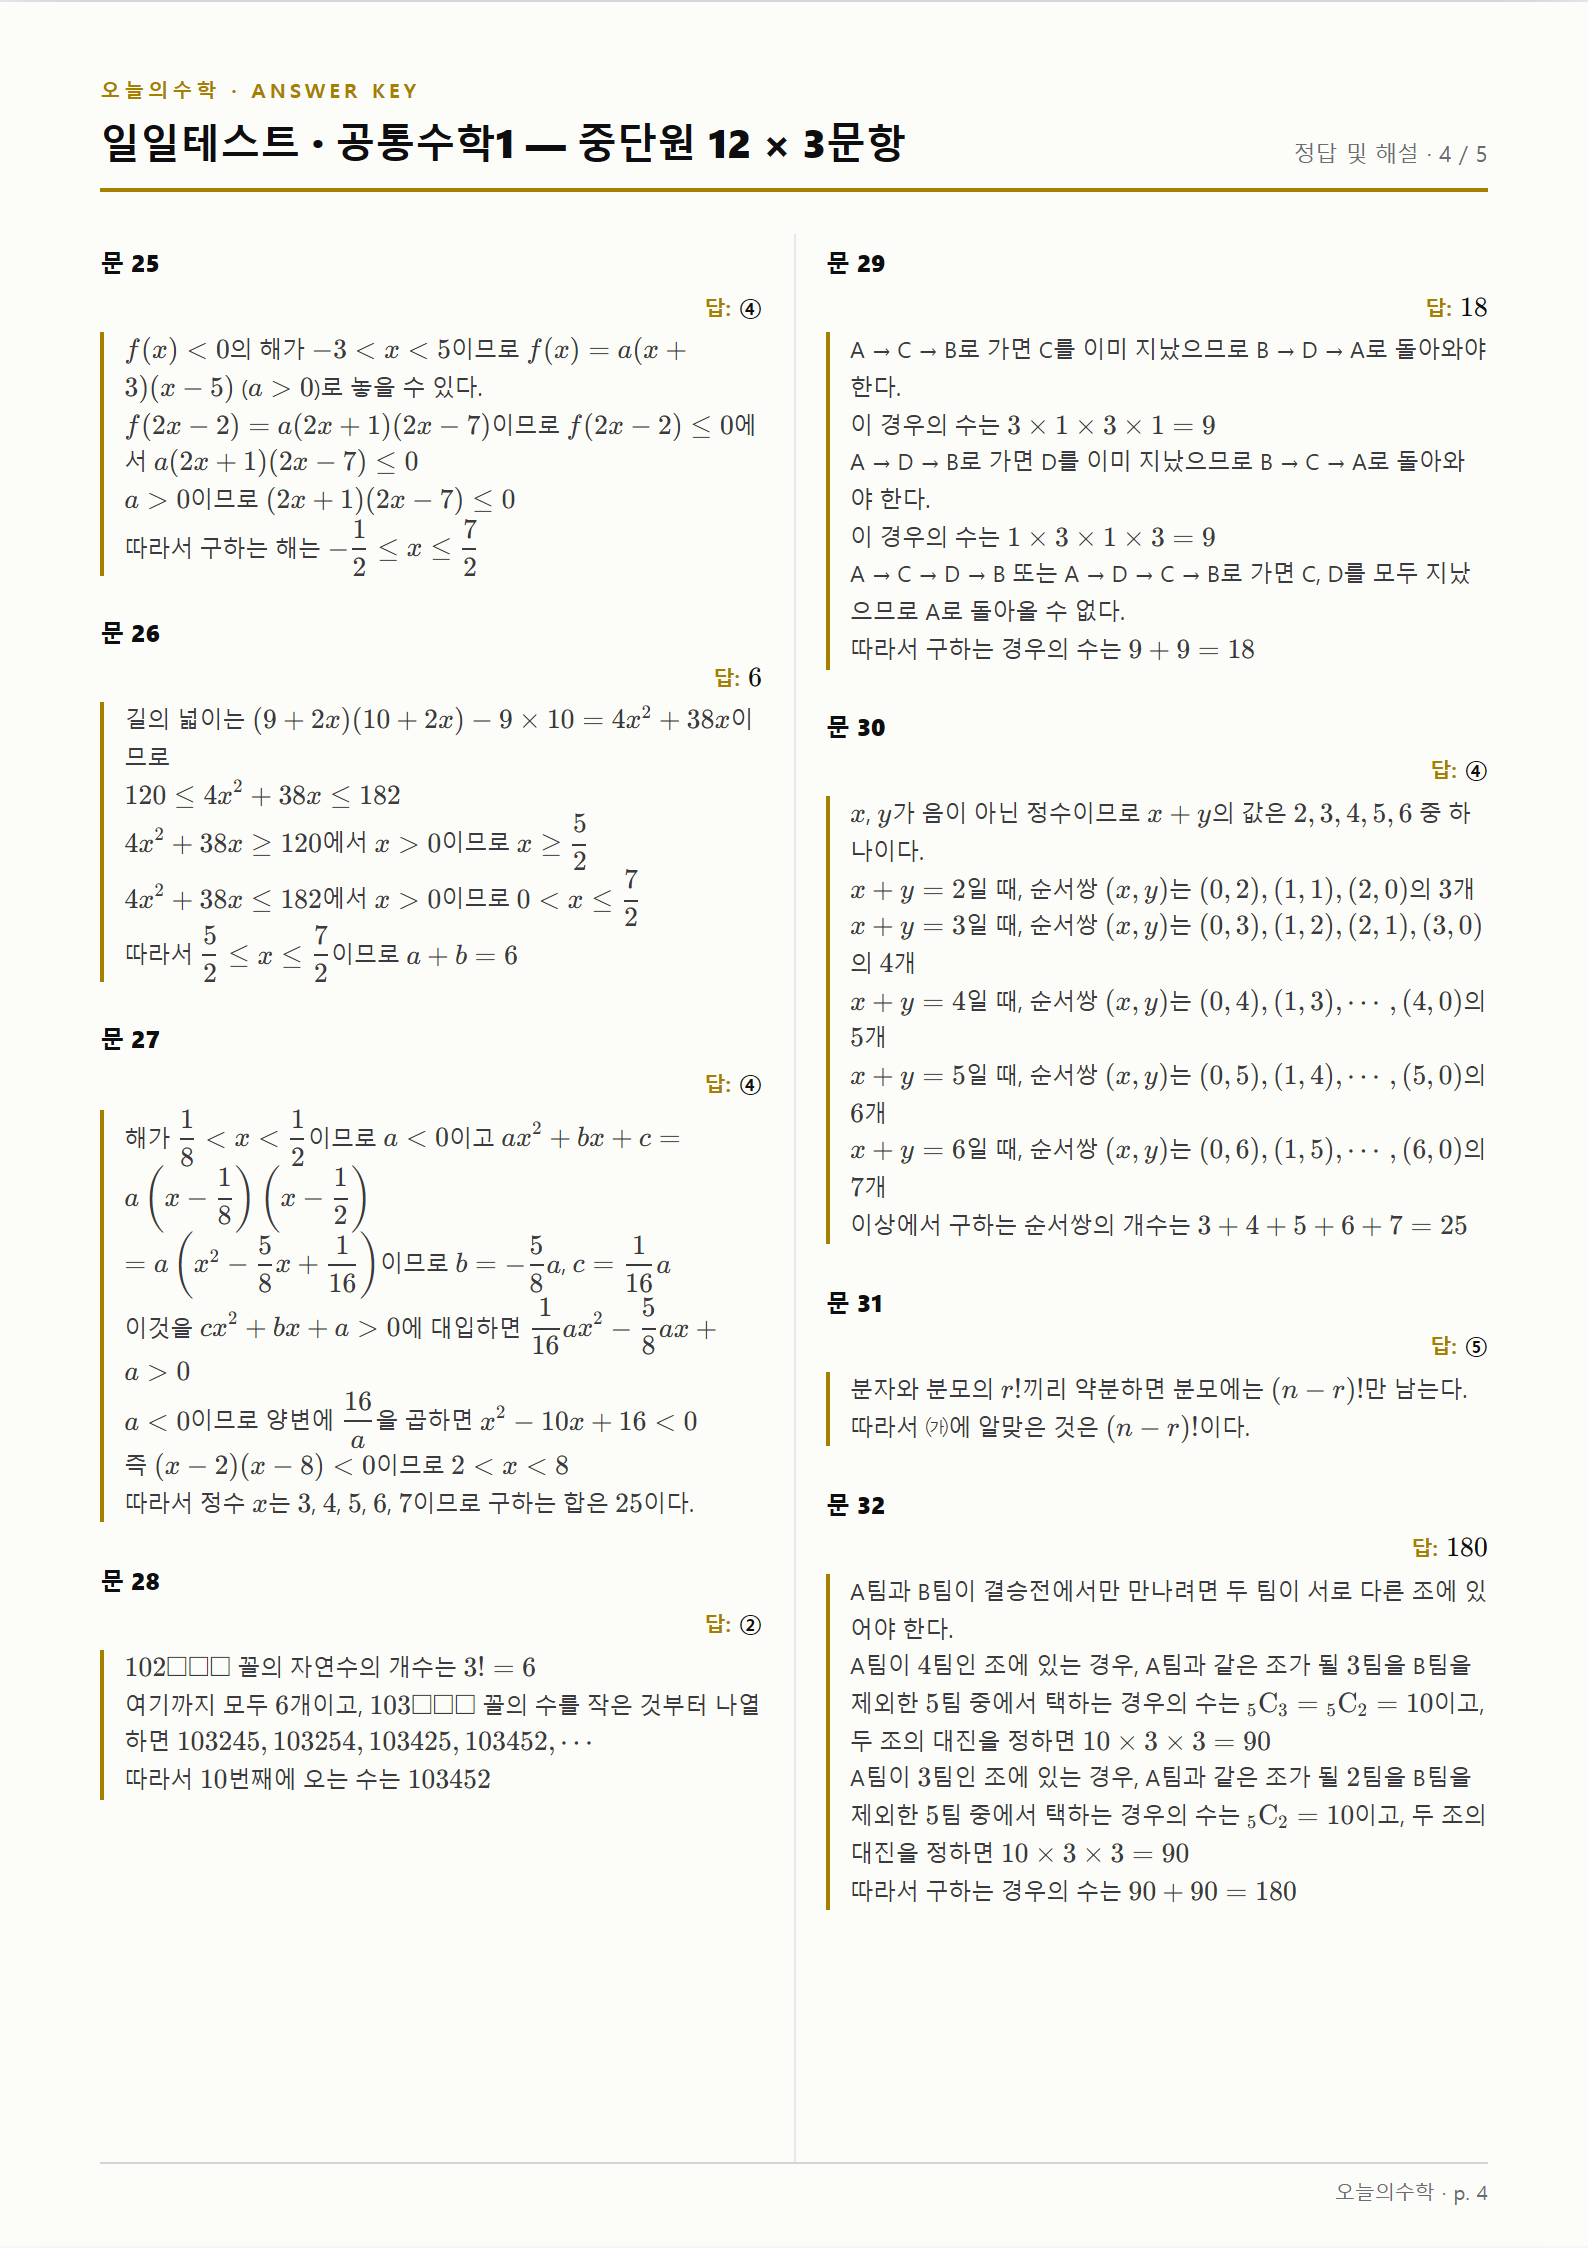 오늘의수학 · ANSWER KEY
일일테스트 · 공통수학1 — 중단원 12 × 3문항
정답 및 해설 · 4 / 5
문 25
답: ④
f(x) < 0의 해가 −3 < x < 5이므로 f(x) = a(x +
3)(x − 5) (a > 0)로 놓을 수 있다.
f(2x − 2) = a(2x + 1)(2x − 7)이므로 f(2x − 2) ≤ 0에
서 a(2x + 1)(2x − 7) ≤ 0
a > 0이므로 (2x + 1)(2x − 7) ≤ 0
따라서 구하는 해는 −1/2 ≤ x ≤ 7/2
문 26
답: 6
길의 넓이는 (9 + 2x)(10 + 2x) − 9 × 10 = 4x² + 38x이
므로
120 ≤ 4x² + 38x ≤ 182
4x² + 38x ≥ 120에서 x > 0이므로 x ≥ 5/2
4x² + 38x ≤ 182에서 x > 0이므로 0 < x ≤ 7/2
따라서 5/2 ≤ x ≤ 7/2이므로 a + b = 6
문 27
답: ④
해가 1/8 < x < 1/2이므로 a < 0이고 ax² + bx + c =
a(x − 1/8)(x − 1/2)
= a(x² − 5/8x + 1/16)이므로 b = −5/8a, c = 1/16a
이것을 cx² + bx + a > 0에 대입하면 1/16ax² − 5/8ax +
a > 0
a < 0이므로 양변에 16/a을 곱하면 x² − 10x + 16 < 0
즉 (x − 2)(x − 8) < 0이므로 2 < x < 8
따라서 정수 x는 3, 4, 5, 6, 7이므로 구하는 합은 25이다.
문 28
답: ②
102□□□ 꼴의 자연수의 개수는 3! = 6
여기까지 모두 6개이고, 103□□□ 꼴의 수를 작은 것부터 나열
하면 103245, 103254, 103425, 103452, ⋯
따라서 10번째에 오는 수는 103452
문 29
답: 18
A → C → B로 가면 C를 이미 지났으므로 B → D → A로 돌아와야
한다.
이 경우의 수는 3 × 1 × 3 × 1 = 9
A → D → B로 가면 D를 이미 지났으므로 B → C → A로 돌아와
야 한다.
이 경우의 수는 1 × 3 × 1 × 3 = 9
A → C → D → B 또는 A → D → C → B로 가면 C, D를 모두 지났
으므로 A로 돌아올 수 없다.
따라서 구하는 경우의 수는 9 + 9 = 18
문 30
답: ④
x, y가 음이 아닌 정수이므로 x + y의 값은 2, 3, 4, 5, 6 중 하
나이다.
x + y = 2일 때, 순서쌍 (x, y)는 (0, 2), (1, 1), (2, 0)의 3개
x + y = 3일 때, 순서쌍 (x, y)는 (0, 3), (1, 2), (2, 1), (3, 0)
의 4개
x + y = 4일 때, 순서쌍 (x, y)는 (0, 4), (1, 3), ⋯ , (4, 0)의
5개
x + y = 5일 때, 순서쌍 (x, y)는 (0, 5), (1, 4), ⋯ , (5, 0)의
6개
x + y = 6일 때, 순서쌍 (x, y)는 (0, 6), (1, 5), ⋯ , (6, 0)의
7개
이상에서 구하는 순서쌍의 개수는 3 + 4 + 5 + 6 + 7 = 25
문 31
답: ⑤
분자와 분모의 r!끼리 약분하면 분모에는 (n − r)!만 남는다.
따라서 ㈎에 알맞은 것은 (n − r)!이다.
문 32
답: 180
A팀과 B팀이 결승전에서만 만나려면 두 팀이 서로 다른 조에 있
어야 한다.
A팀이 4팀인 조에 있는 경우, A팀과 같은 조가 될 3팀을 B팀을
제외한 5팀 중에서 택하는 경우의 수는 ₅C₃ = ₅C₂ = 10이고,
두 조의 대진을 정하면 10 × 3 × 3 = 90
A팀이 3팀인 조에 있는 경우, A팀과 같은 조가 될 2팀을 B팀을
제외한 5팀 중에서 택하는 경우의 수는 ₅C₂ = 10이고, 두 조의
대진을 정하면 10 × 3 × 3 = 90
따라서 구하는 경우의 수는 90 + 90 = 180
오늘의수학 · p. 4